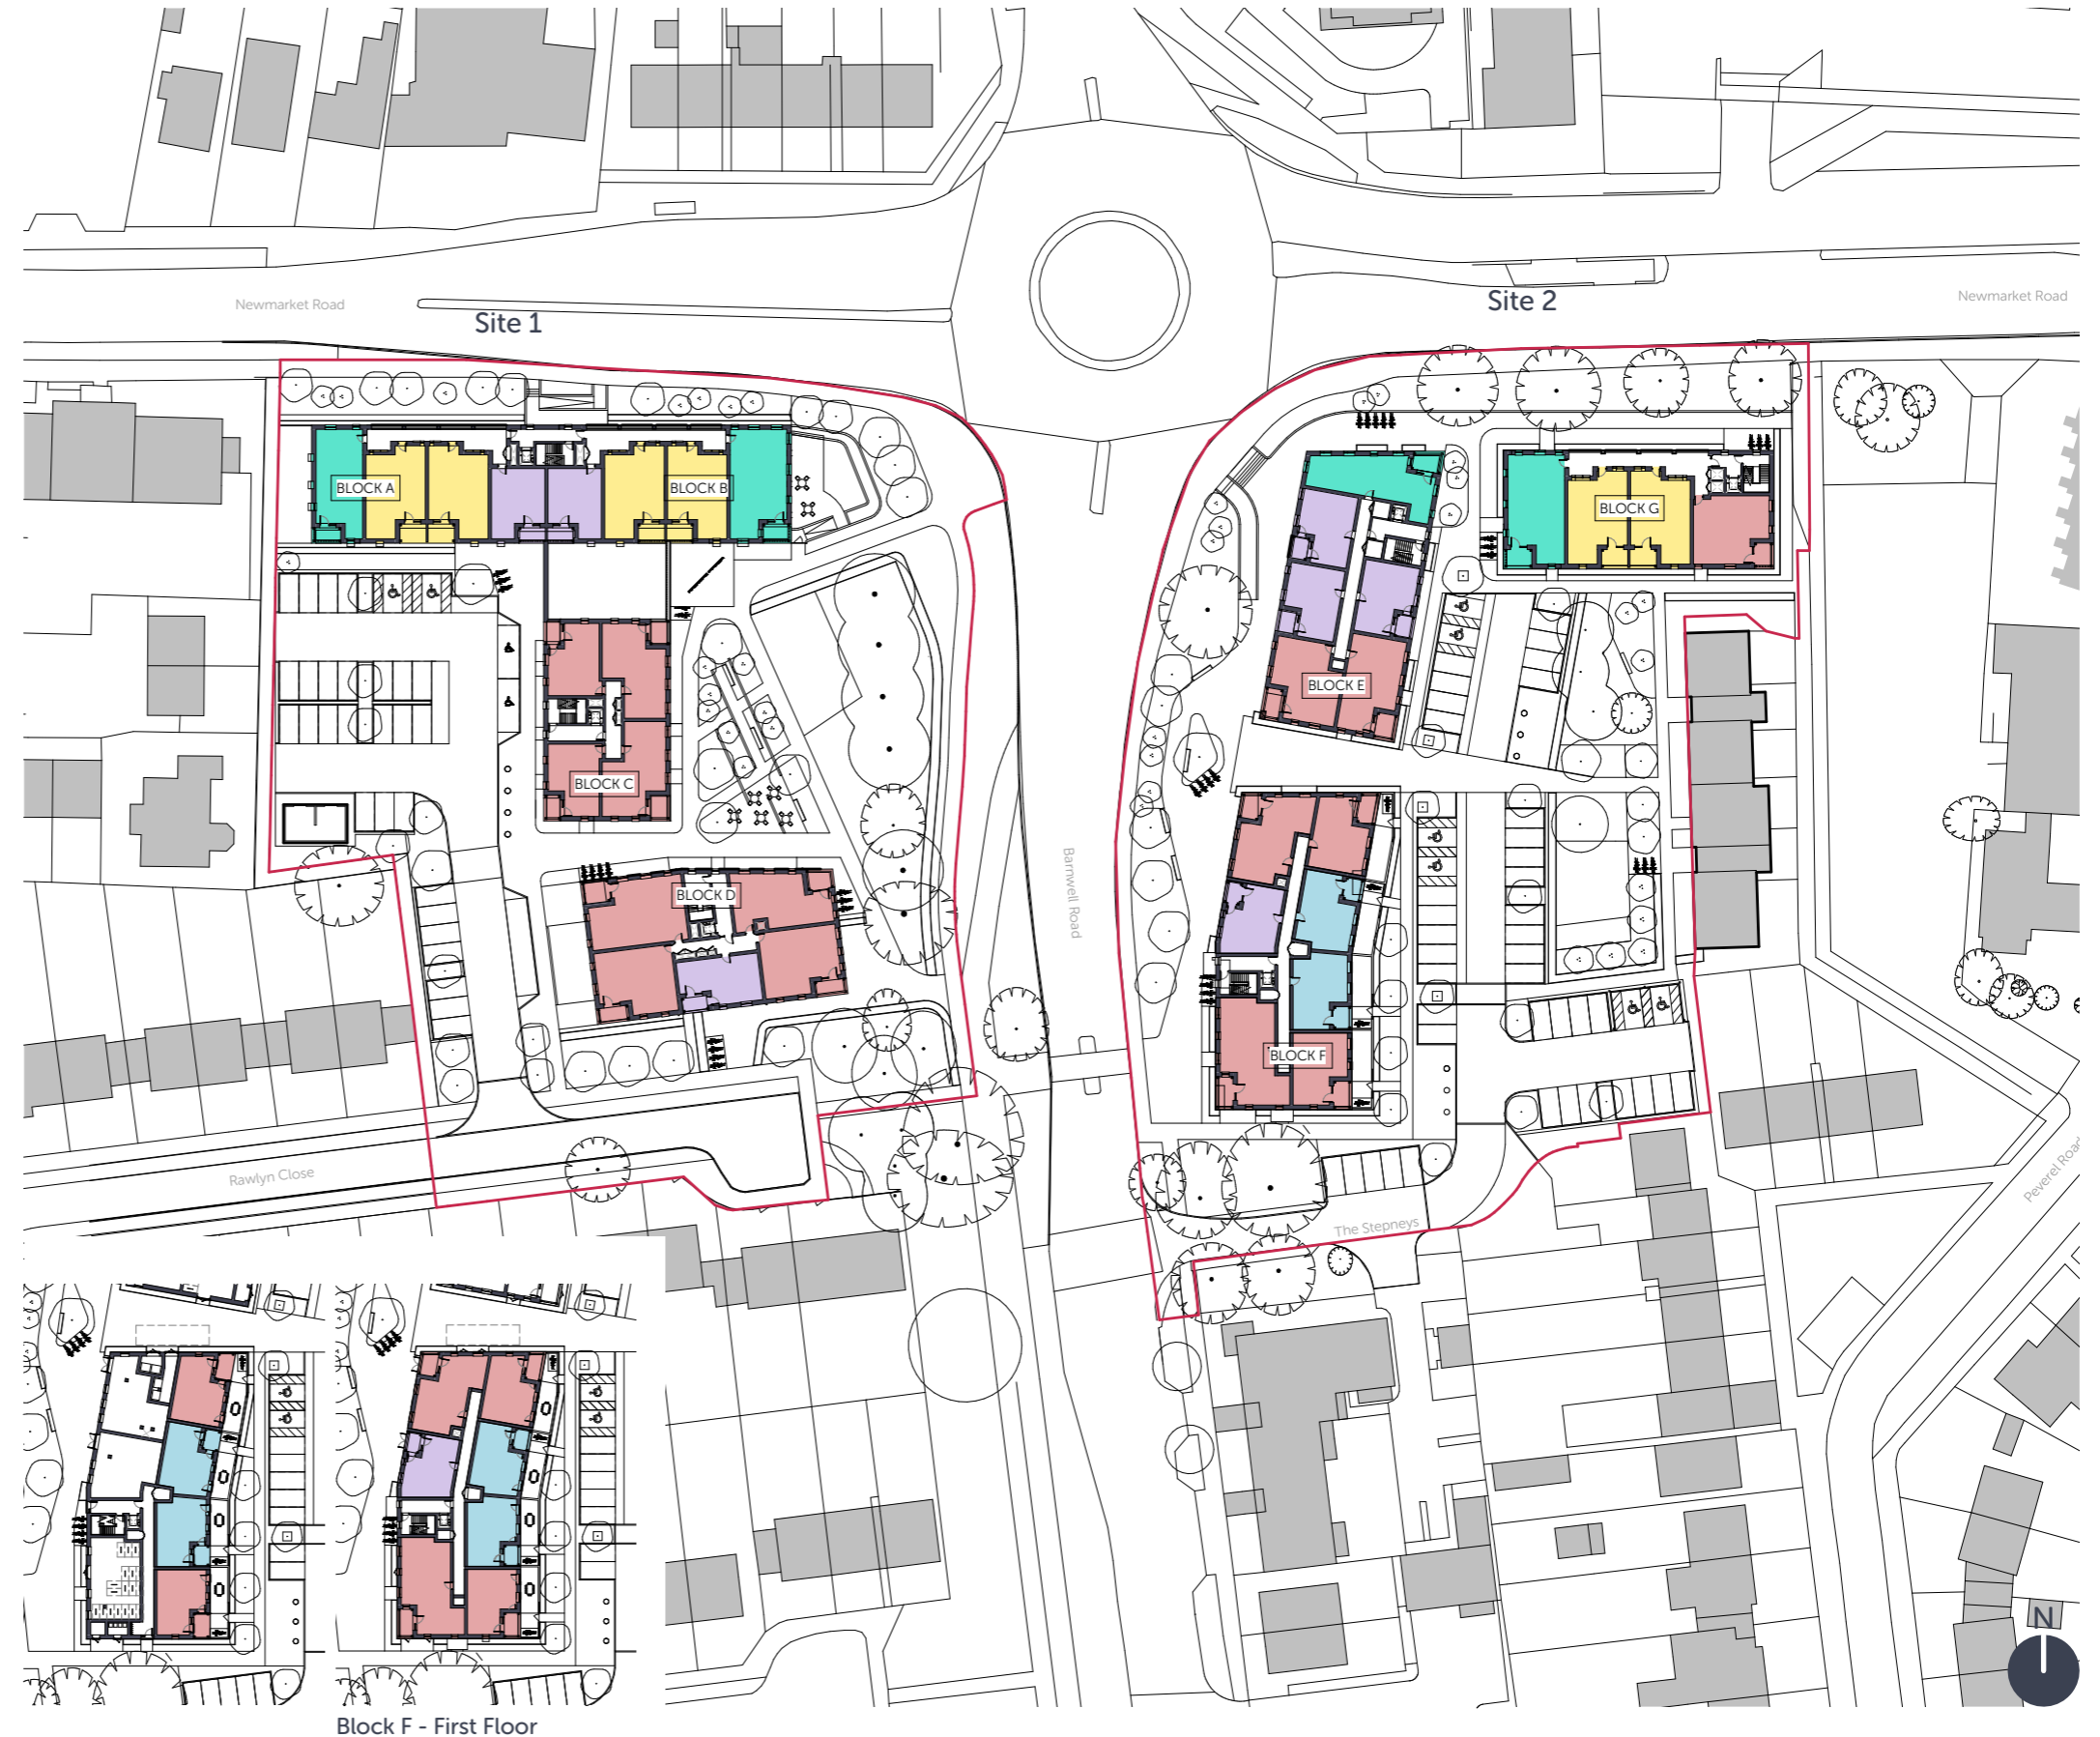 Newmarket Road
Site 1
Site 2
Newmarket Road
BLOCK A
BLOCK B
BLOCK G
BLOCK E
BLOCK C
BLOCK D
Barnwell Road
BLOCK F
Rawlyn Close
The Stepneys
Peverel Road
N
Block F - First Floor